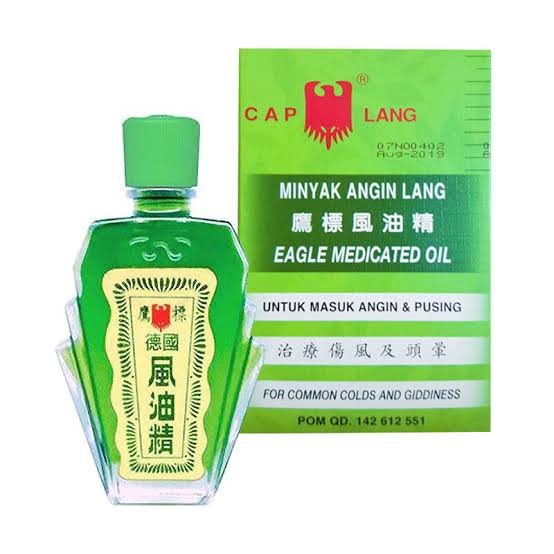 CAP LANG ®
07N00402
Aug-2019
MINYAK ANGIN LANG
鷹標風油精
EAGLE MEDICATED OIL
UNTUK MASUK ANGIN & PUSING
治療傷風及頭暈
FOR COMMON COLDS AND GIDDINESS
POM QD. 142 612 551
鷹標
德國
風油精